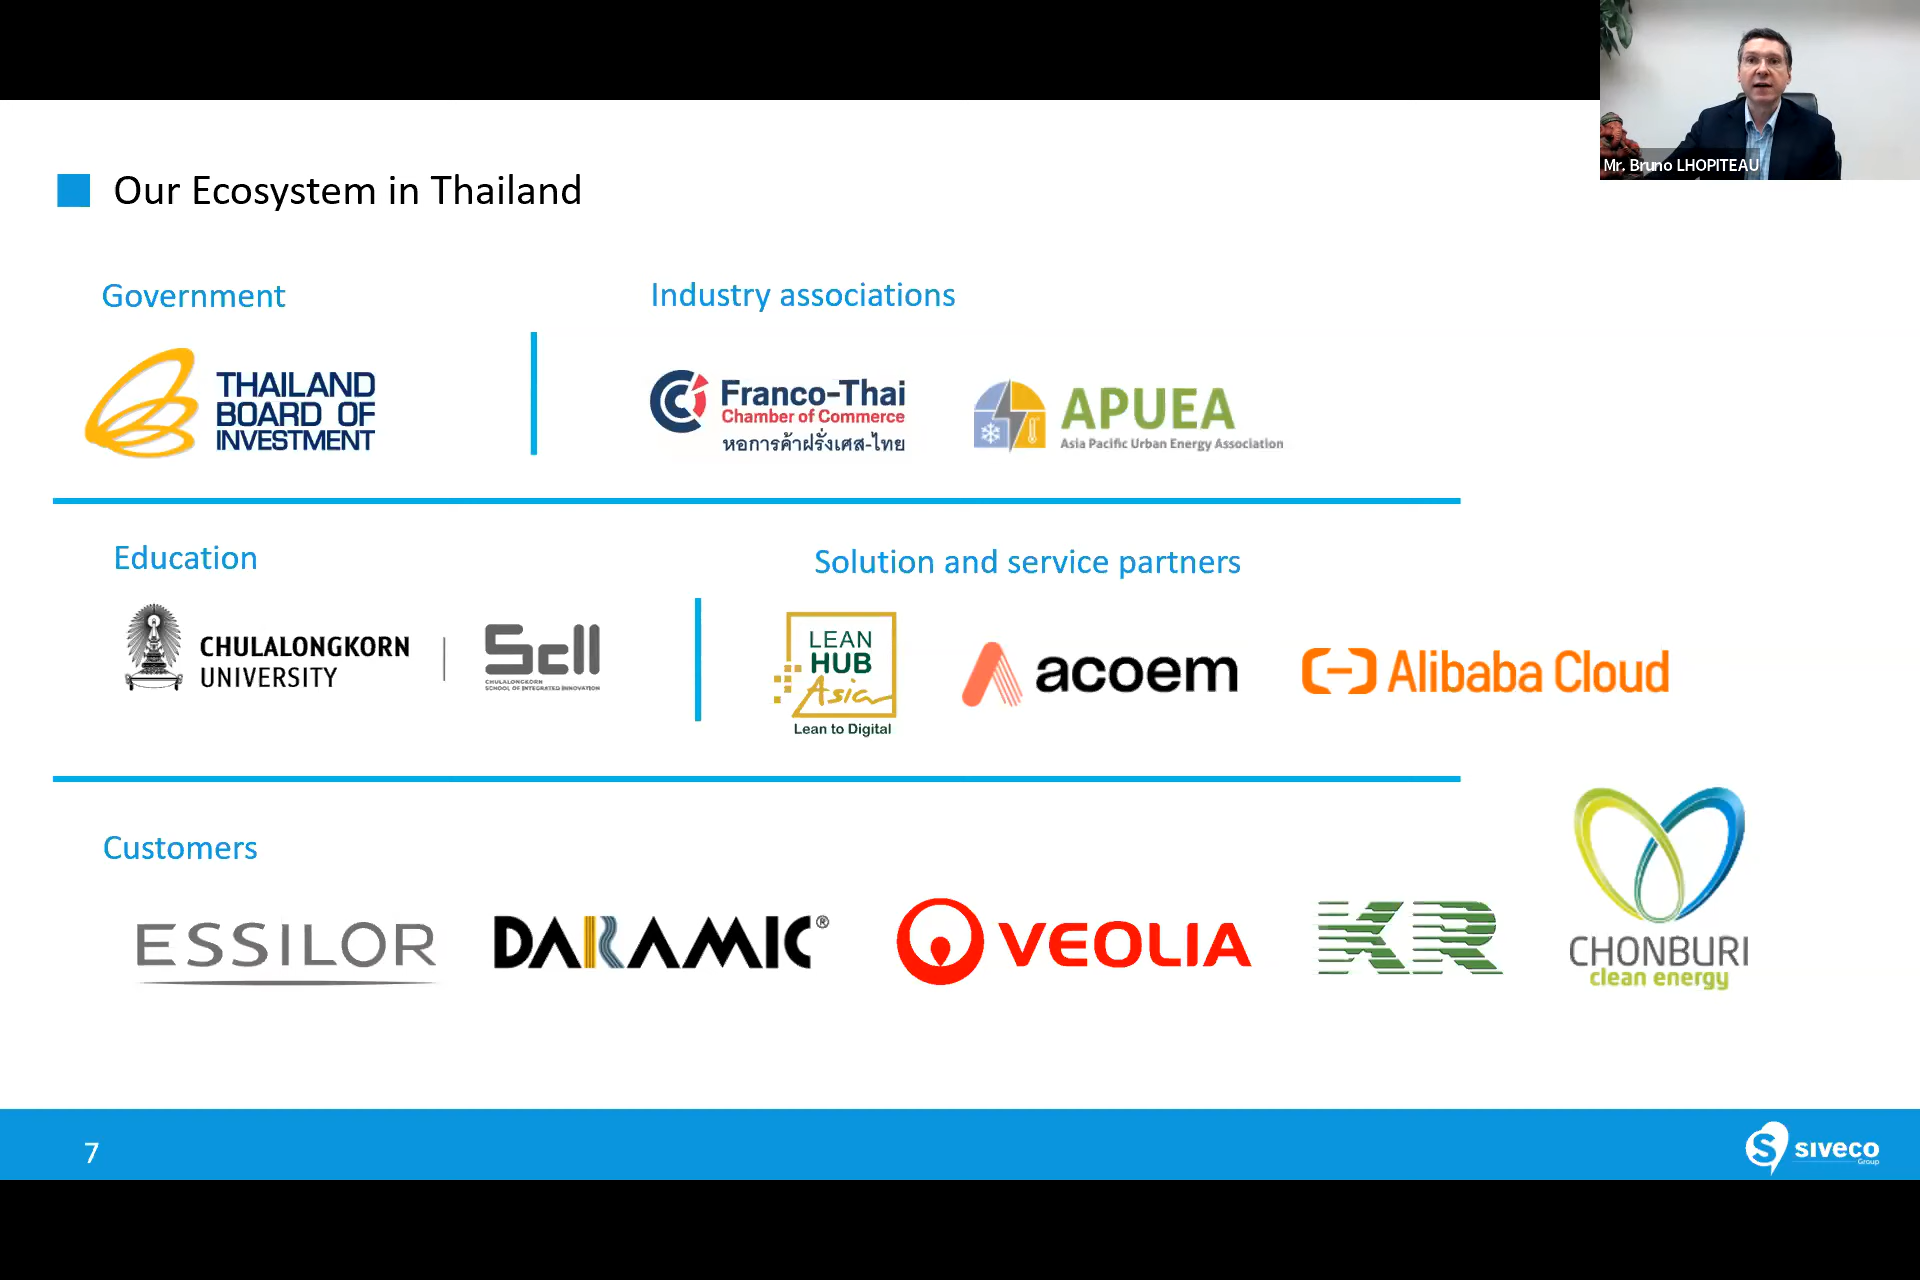 Mr. Bruno LHOPITEAU
Our Ecosystem in Thailand
Government
Industry associations
THAILAND
BOARD OF
INVESTMENT
Franco-Thai
Chamber of Commerce
หอการค้าฝรั่งเศส-ไทย
APUEA
Asia Pacific Urban Energy Association
Education
Solution and service partners
CHULALONGKORN
UNIVERSITY
ScII
CHULALONGKORN
SCHOOL OF INTEGRATED INNOVATION
LEAN
HUB
Asia
Lean to Digital
acoem
Alibaba Cloud
Customers
ESSILOR
DARAMIC®
VEOLIA
KR
CHONBURI
clean energy
7
S siveco
Group